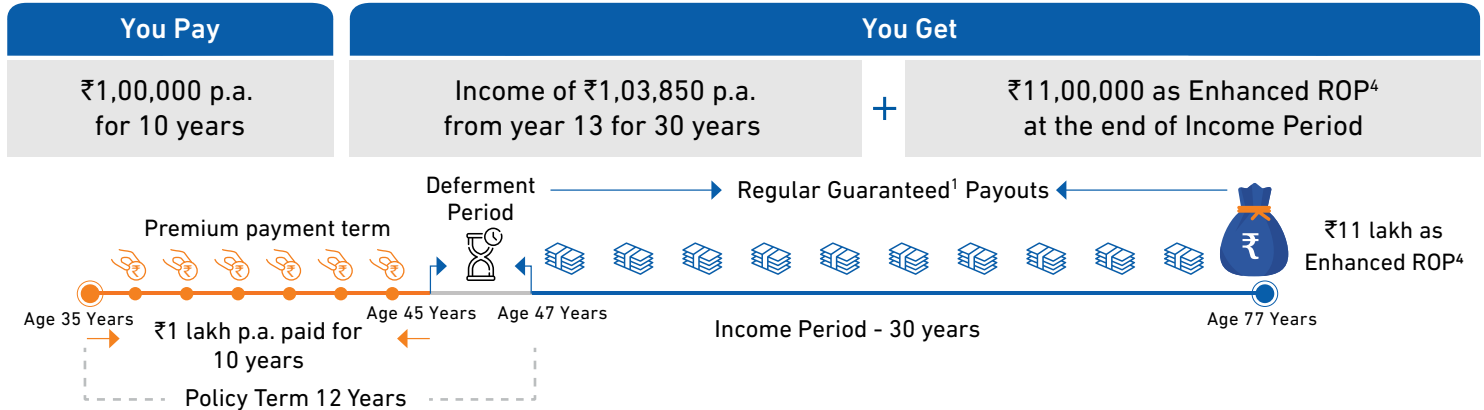 You Pay
You Get
₹1,00,000 p.a.
for 10 years
Income of ₹1,03,850 p.a.
from year 13 for 30 years
+
₹11,00,000 as Enhanced ROP⁴
at the end of Income Period
Premium payment term
Deferment
Period
Regular Guaranteed¹ Payouts
₹
₹
₹
₹
₹
₹
₹
₹11 lakh as
Enhanced ROP⁴
Age 35 Years
Age 45 Years
Age 47 Years
Age 77 Years
₹1 lakh p.a. paid for
10 years
Income Period - 30 years
Policy Term 12 Years